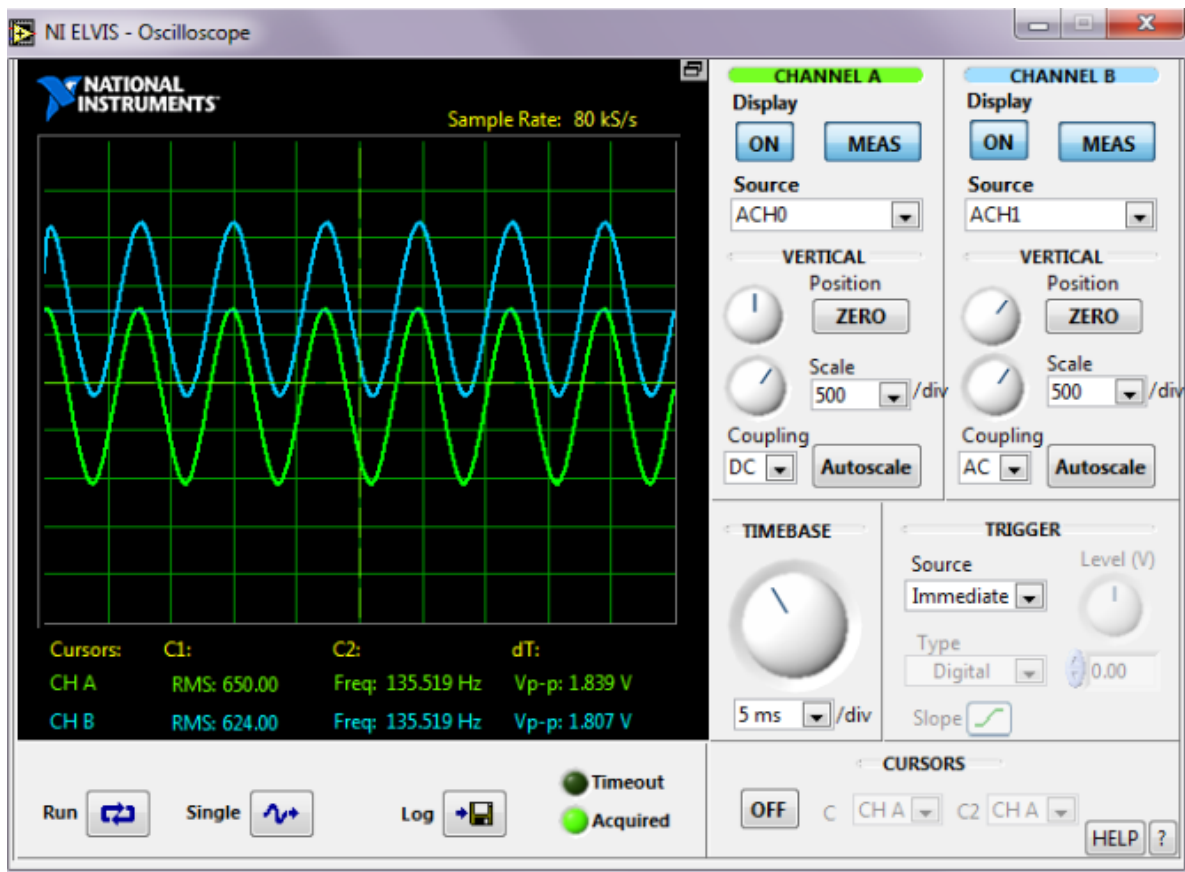 NI ELVIS - Oscilloscope
NATIONAL
INSTRUMENTS
Sample Rate: 80 kS/s
Cursors: C1: C2: dT:
CH A RMS: 650.00 Freq: 135.519 Hz Vp-p: 1.839 V
CH B RMS: 624.00 Freq: 135.519 Hz Vp-p: 1.807 V
Run Single Log
Timeout
Acquired
CHANNEL A
Display
ON MEAS
Source
ACH0
VERTICAL
Position
ZERO
Scale
500 /div
Coupling
DC Autoscale
CHANNEL B
Display
ON MEAS
Source
ACH1
VERTICAL
Position
ZERO
Scale
500 /div
Coupling
AC Autoscale
TIMEBASE
5 ms /div
TRIGGER
Source Level (V)
Immediate
Type
Digital 0.00
Slope
CURSORS
OFF C CH A C2 CH A
HELP ?